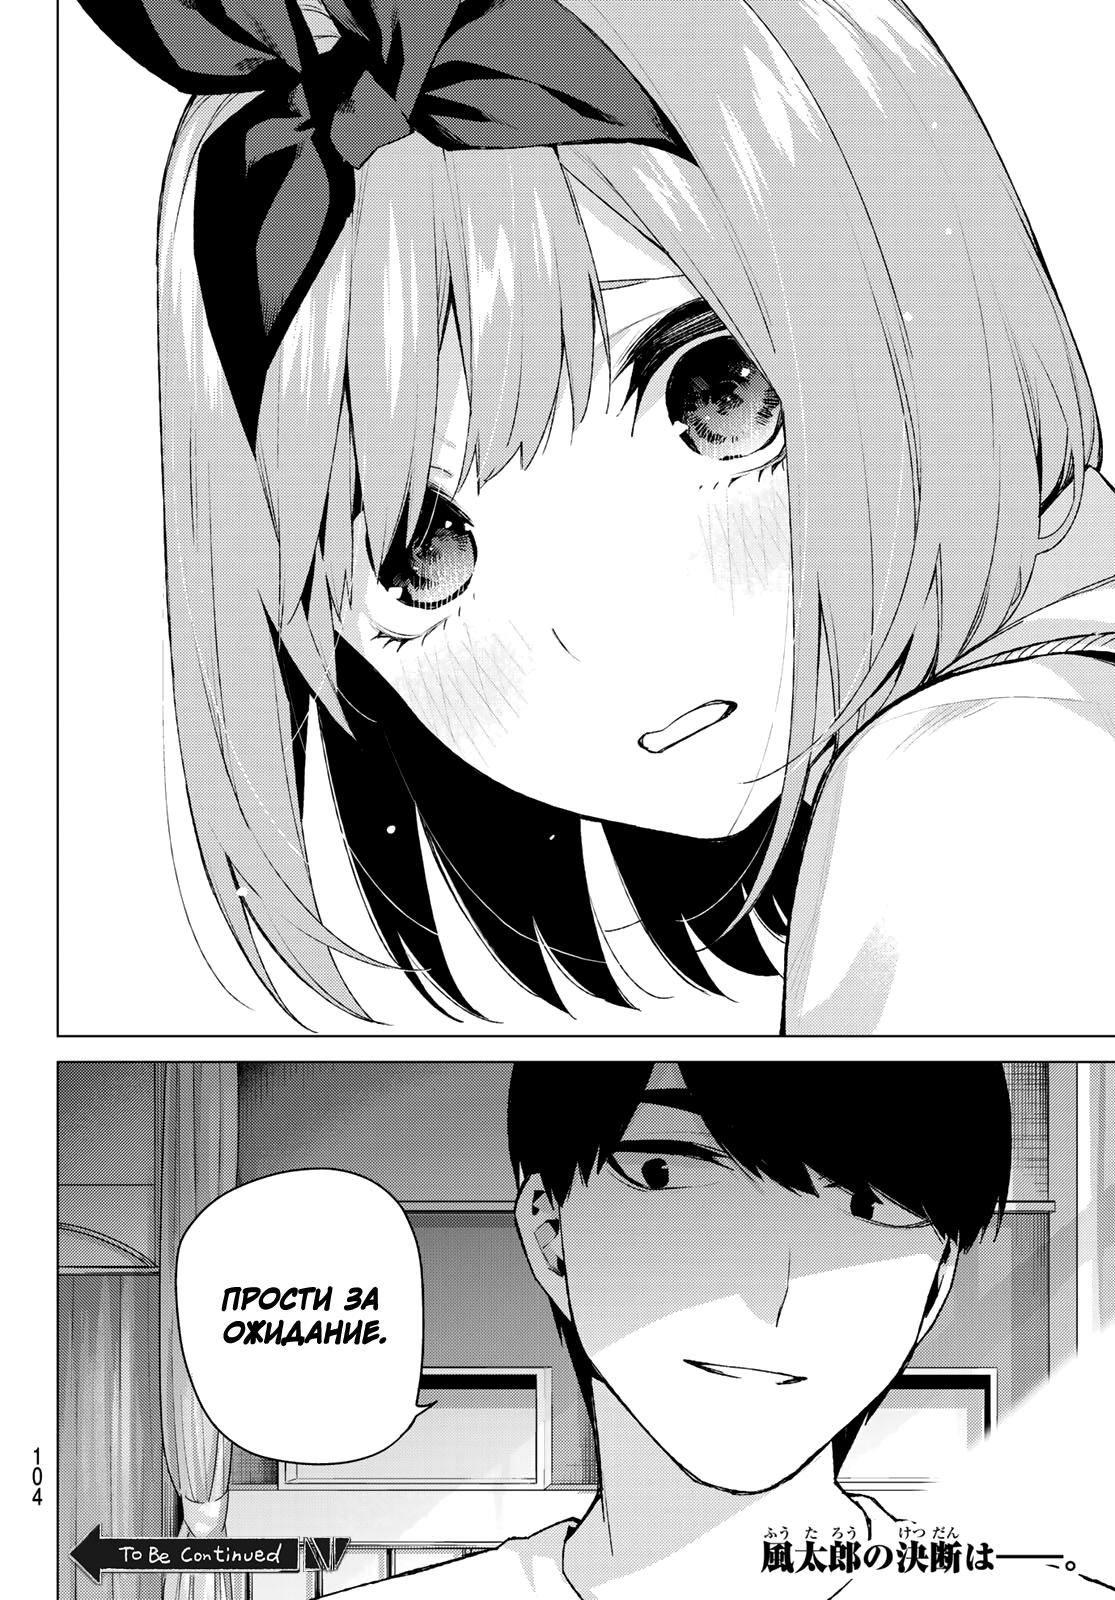 ПРОСТИ ЗА
ОЖИДАНИЕ.
ふうたろう けつだん
風太郎の決断は——。
To Be Continued
104